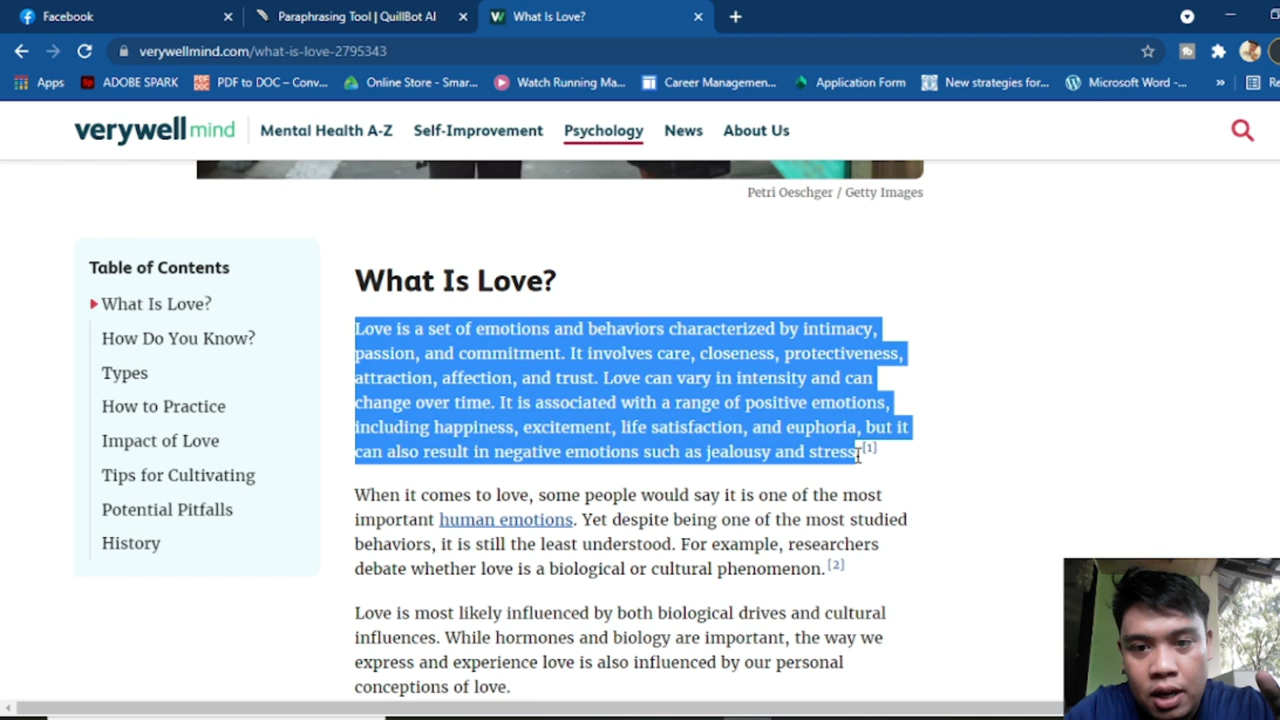 Facebook
Paraphrasing Tool | QuillBot AI
What Is Love?
verywellmind.com/what-is-love-2795343
Apps
ADOBE SPARK
PDF to DOC – Conv...
Online Store - Smar...
Watch Running Ma...
Career Managemen...
Application Form
New strategies for...
Microsoft Word -...
»
Re
verywell mind
Mental Health A-Z
Self-Improvement
Psychology
News
About Us
Petri Oeschger / Getty Images
Table of Contents
What Is Love?
How Do You Know?
Types
How to Practice
Impact of Love
Tips for Cultivating
Potential Pitfalls
History
What Is Love?
Love is a set of emotions and behaviors characterized by intimacy,
passion, and commitment. It involves care, closeness, protectiveness,
attraction, affection, and trust. Love can vary in intensity and can
change over time. It is associated with a range of positive emotions,
including happiness, excitement, life satisfaction, and euphoria, but it
can also result in negative emotions such as jealousy and stress. [1]
When it comes to love, some people would say it is one of the most
important human emotions. Yet despite being one of the most studied
behaviors, it is still the least understood. For example, researchers
debate whether love is a biological or cultural phenomenon. [2]
Love is most likely influenced by both biological drives and cultural
influences. While hormones and biology are important, the way we
express and experience love is also influenced by our personal
conceptions of love.